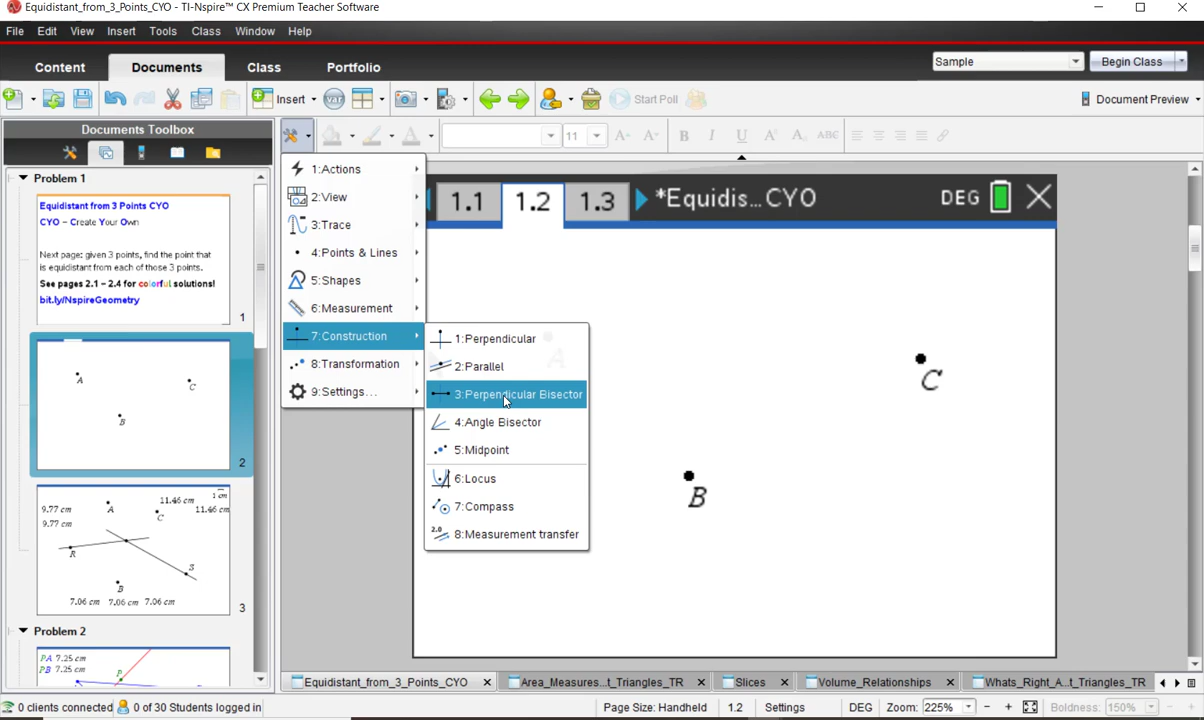 Equidistant_from_3_Points_CYO - TI-Nspire™ CX Premium Teacher Software
File Edit View Insert Tools Class Window Help
Content Documents Class Portfolio Sample Begin Class
Insert Start Poll Document Preview
Documents Toolbox 11 B I U A A ABC
Problem 1
Equidistant from 3 Points CYO
CYO - Create Your Own
Next page: given 3 points, find the point that
is equidistant from each of those 3 points.
See pages 2.1 - 2.4 for colorful solutions!
bit.ly/NspireGeometry
1
A
C
B
2
9.77 cm
9.77 cm
A
11.46 cm
1 cm
11.46 cm
C
R
S
B
7.06 cm 7.06 cm 7.06 cm
3
Problem 2
PA 7.25 cm
PB 7.25 cm
P
1:Actions
2:View
3:Trace
4:Points & Lines
5:Shapes
6:Measurement
7:Construction
8:Transformation
9:Settings...
1:Perpendicular
2:Parallel
3:Perpendicular Bisector
4:Angle Bisector
5:Midpoint
6:Locus
7:Compass
2.0 8:Measurement transfer
1.1 1.2 1.3 *Equidis...CYO DEG
A
C
B
Equidistant_from_3_Points_CYO Area_Measures...t_Triangles_TR Slices Volume_Relationships Whats_Right_A...t_Triangles_TR
0 clients connected 0 of 30 Students logged in Page Size: Handheld 1.2 Settings DEG Zoom: 225% Boldness: 150%